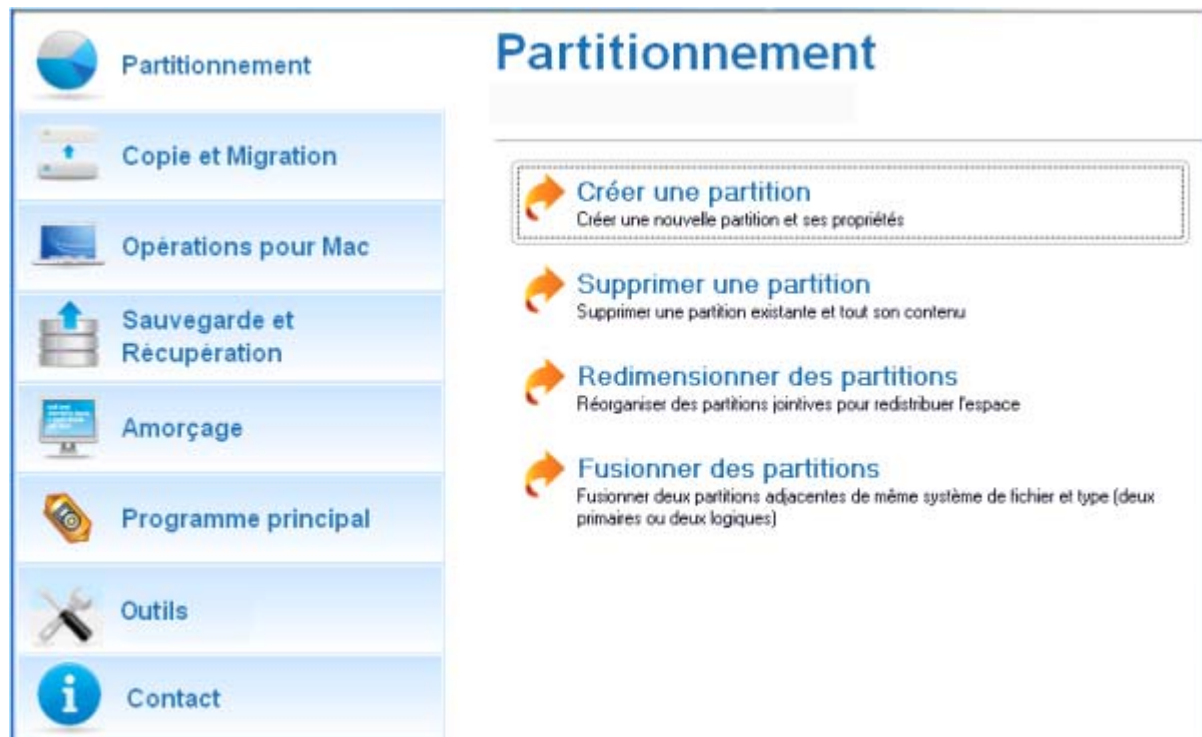 Partitionnement
Copie et Migration
Opérations pour Mac
Sauvegarde et
Récupération
Amorçage
Programme principal
Outils
Contact
Partitionnement
Créer une partition
Créer une nouvelle partition et ses propriétés
Supprimer une partition
Supprimer une partition existante et tout son contenu
Redimensionner des partitions
Réorganiser des partitions jointives pour redistribuer l'espace
Fusionner des partitions
Fusionner deux partitions adjacentes de même système de fichier et type (deux
primaires ou deux logiques)